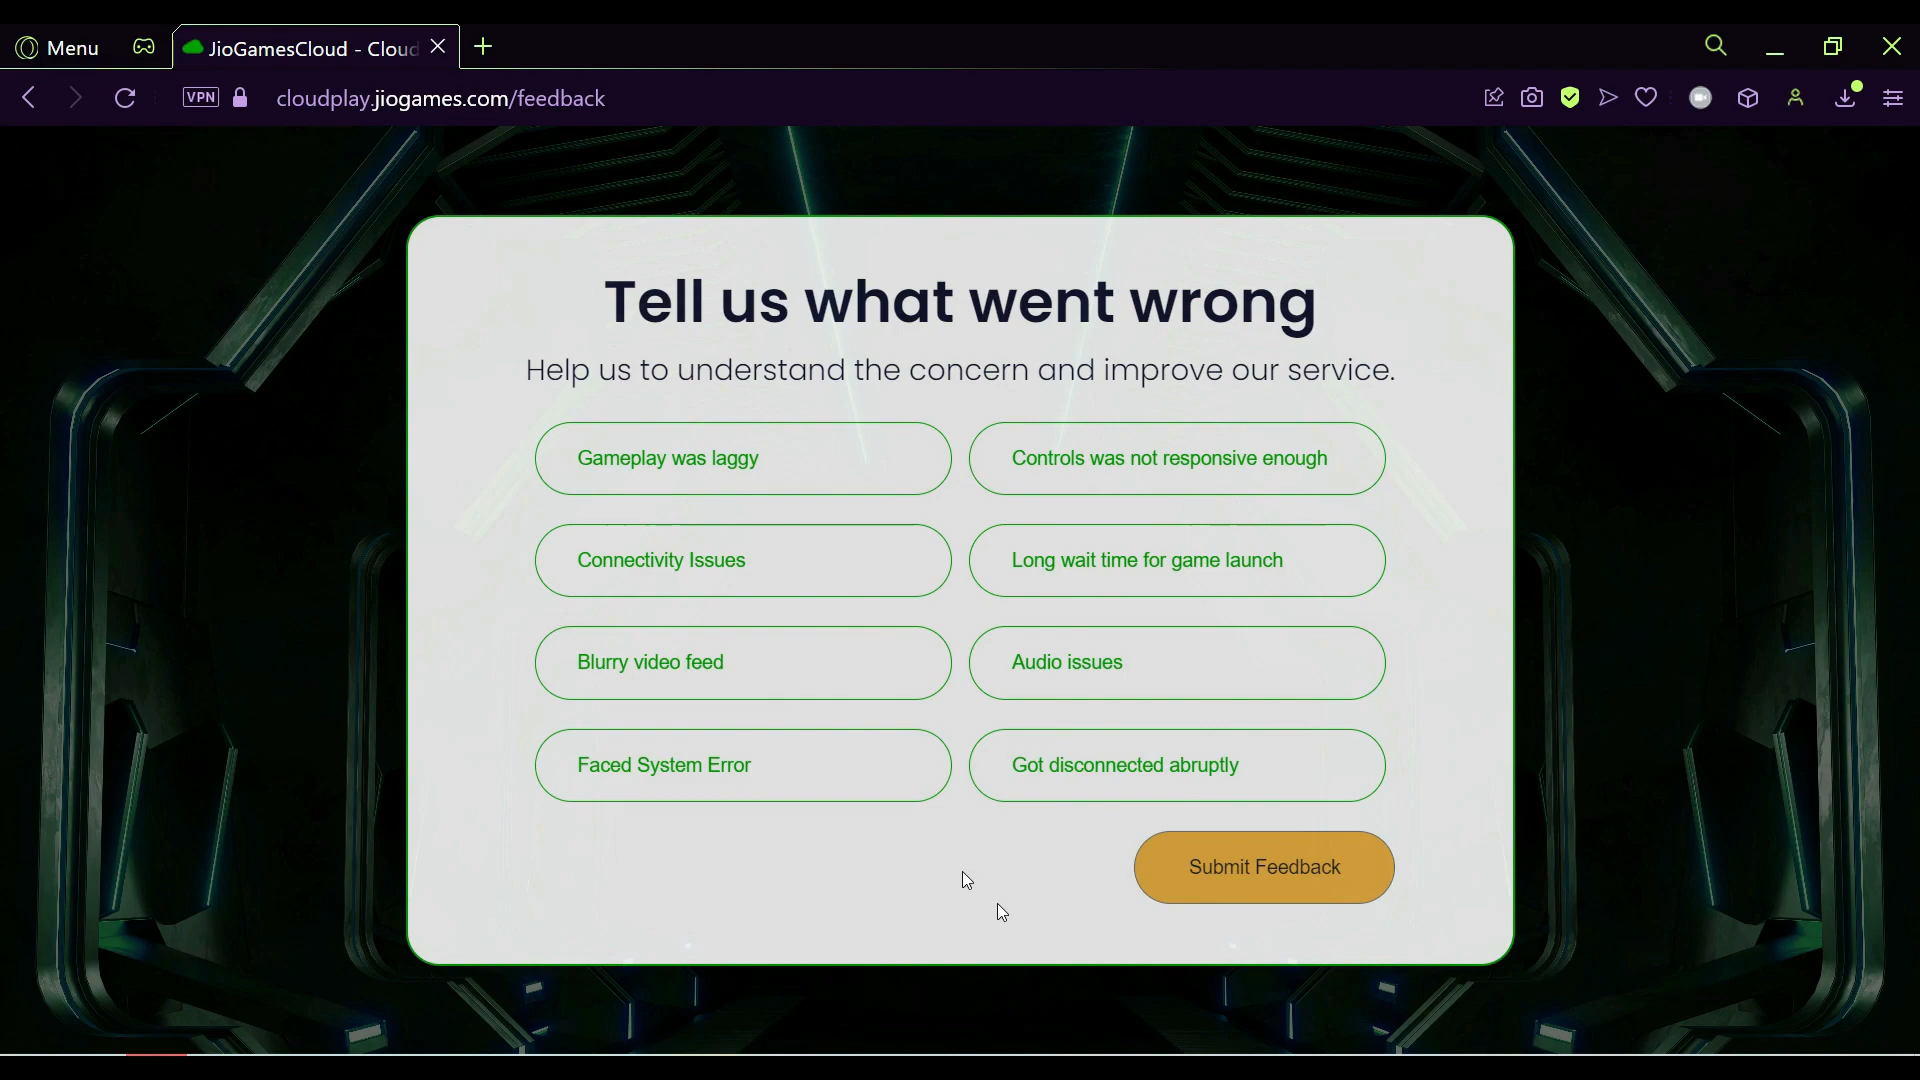 Menu
JioGamesCloud - Cloud
VPN
cloudplay.jiogames.com/feedback
Tell us what went wrong
Help us to understand the concern and improve our service.
Gameplay was laggy
Controls was not responsive enough
Connectivity Issues
Long wait time for game launch
Blurry video feed
Audio issues
Faced System Error
Got disconnected abruptly
Submit Feedback